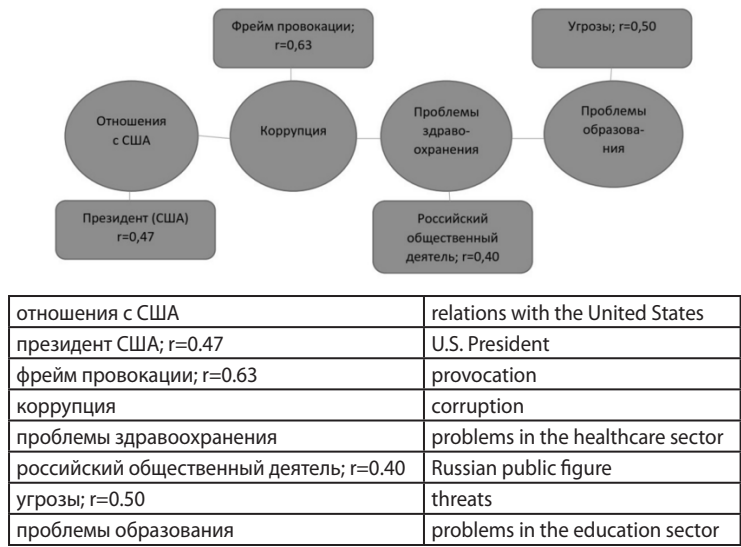 Фрейм провокации;
r=0,63
Угрозы; r=0,50
Отношения
с США
Коррупция
Проблемы
здраво-
охранения
Проблемы
образова-
ния
Президент (США)
r=0,47
Российский
общественный
деятель; r=0,40
отношения с США relations with the United States
президент США; r=0.47 U.S. President
фрейм провокации; r=0.63 provocation
коррупция corruption
проблемы здравоохранения problems in the healthcare sector
российский общественный деятель; r=0.40 Russian public figure
угрозы; r=0.50 threats
проблемы образования problems in the education sector